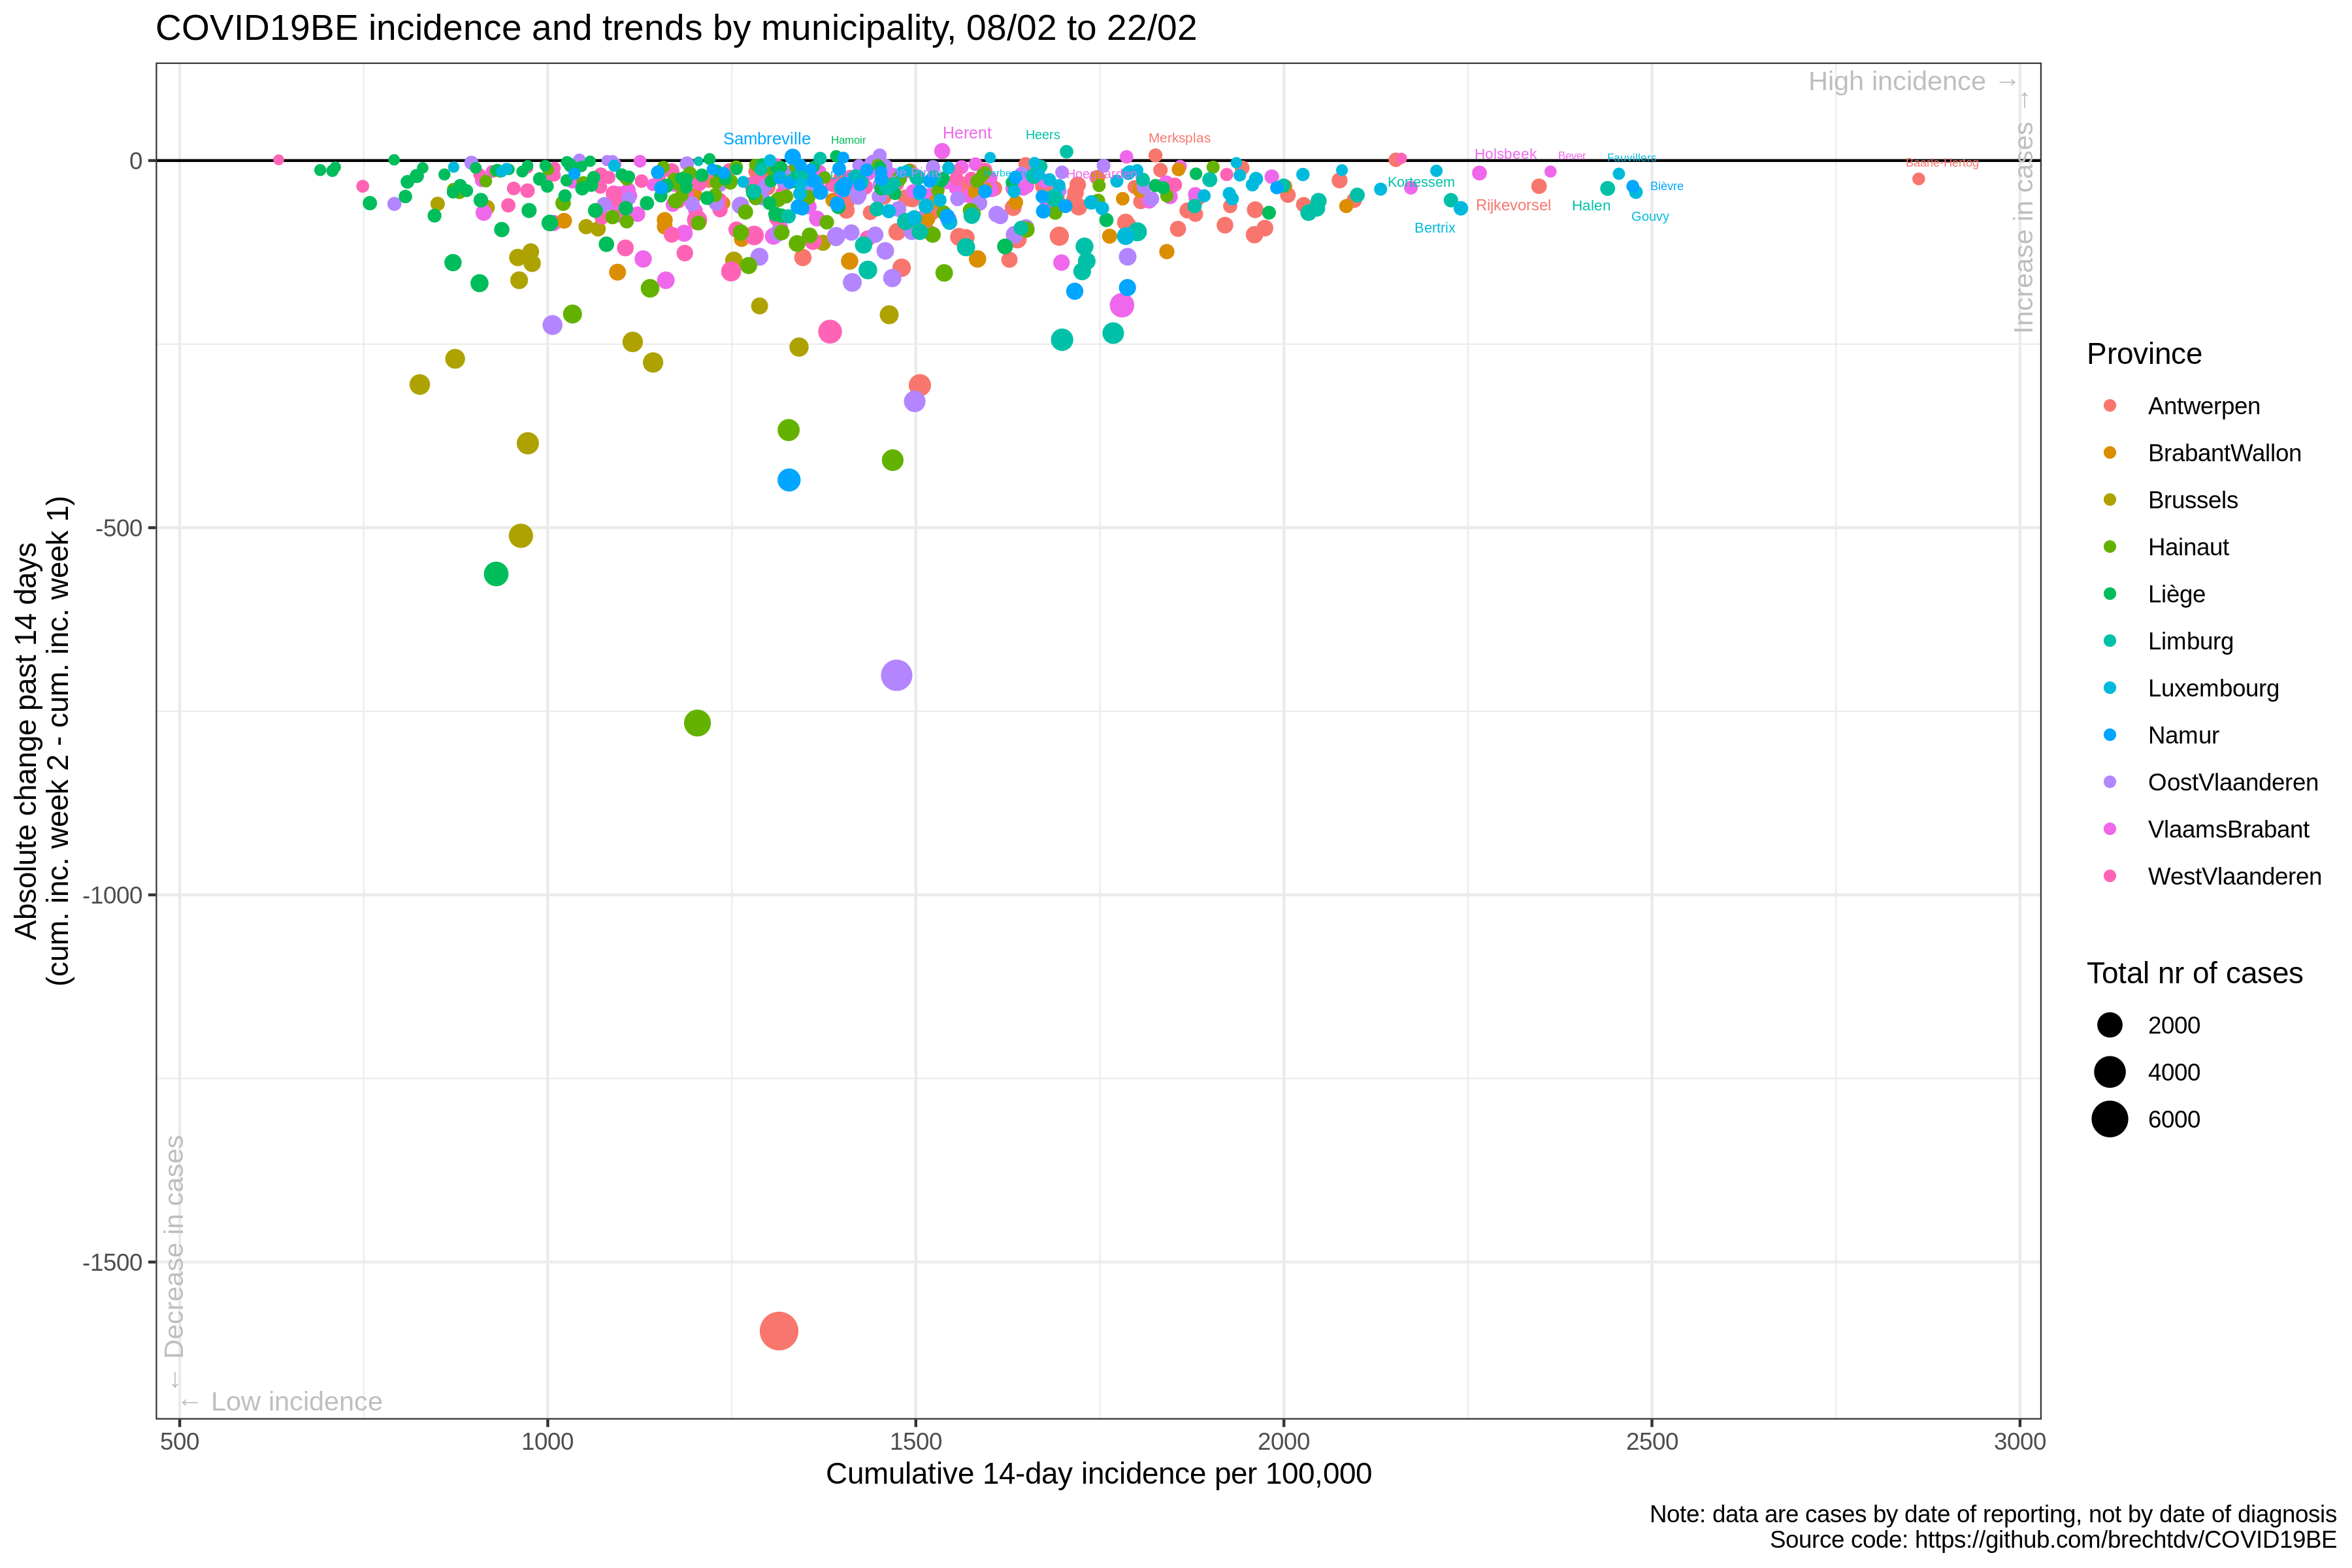 COVID19BE incidence and trends by municipality, 08/02 to 22/02
High incidence →
Increase in cases →
Sambreville
Hamoir
Herent
Heers
Merksplas
Holsbeek
Bever
Fauvillers
Baarle-Hertog
Kortessem
Bièvre
Rijkevorsel
Halen
Gouvy
Bertrix
0
-500
-1000
-1500
Absolute change past 14 days
(cum. inc. week 2 - cum. inc. week 1)
← Decrease in cases
← Low incidence
500
1000
1500
2000
2500
3000
Cumulative 14-day incidence per 100,000
Province
Antwerpen
BrabantWallon
Brussels
Hainaut
Liège
Limburg
Luxembourg
Namur
OostVlaanderen
VlaamsBrabant
WestVlaanderen
Total nr of cases
2000
4000
6000
Note: data are cases by date of reporting, not by date of diagnosis
Source code: https://github.com/brechtdv/COVID19BE